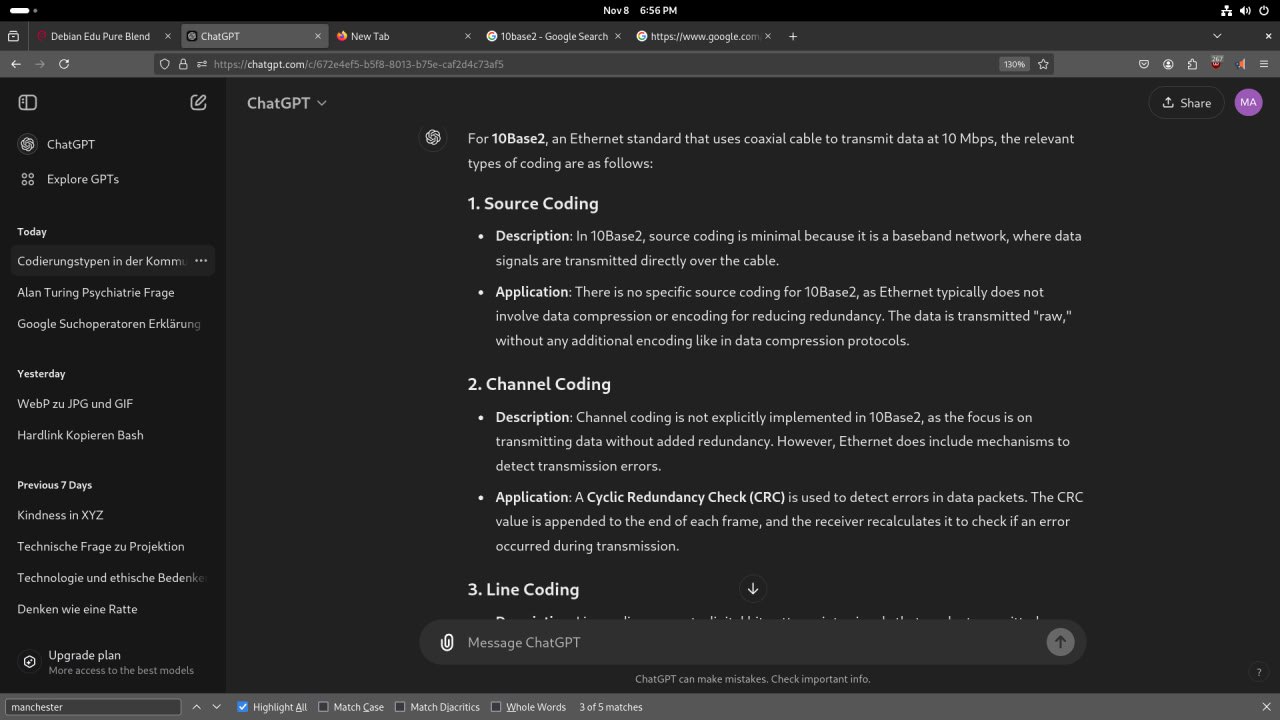 Nov 8 6:56 PM
Debian Edu Pure Blend
ChatGPT
New Tab
10base2 - Google Search
https://www.google.com
https://chatgpt.com/c/672e4ef5-b5f8-8013-b75e-caf2d4c73af5
130%
267
ChatGPT
Explore GPTs
Today
Codierungstypen in der Kommu
Alan Turing Psychiatrie Frage
Google Suchoperatoren Erklärung
Yesterday
WebP zu JPG und GIF
Hardlink Kopieren Bash
Previous 7 Days
Kindness in XYZ
Technische Frage zu Projektion
Technologie und ethische Bedenke
Denken wie eine Ratte
Upgrade plan
More access to the best models
ChatGPT
Share
MA
For 10Base2, an Ethernet standard that uses coaxial cable to transmit data at 10 Mbps, the relevant
types of coding are as follows:
1. Source Coding
• Description: In 10Base2, source coding is minimal because it is a baseband network, where data
signals are transmitted directly over the cable.
• Application: There is no specific source coding for 10Base2, as Ethernet typically does not
involve data compression or encoding for reducing redundancy. The data is transmitted "raw,"
without any additional encoding like in data compression protocols.
2. Channel Coding
• Description: Channel coding is not explicitly implemented in 10Base2, as the focus is on
transmitting data without added redundancy. However, Ethernet does include mechanisms to
detect transmission errors.
• Application: A Cyclic Redundancy Check (CRC) is used to detect errors in data packets. The CRC
value is appended to the end of each frame, and the receiver recalculates it to check if an error
occurred during transmission.
3. Line Coding
Message ChatGPT
ChatGPT can make mistakes. Check important info.
?
manchester
Highlight All
Match Case
Match Diacritics
Whole Words
3 of 5 matches